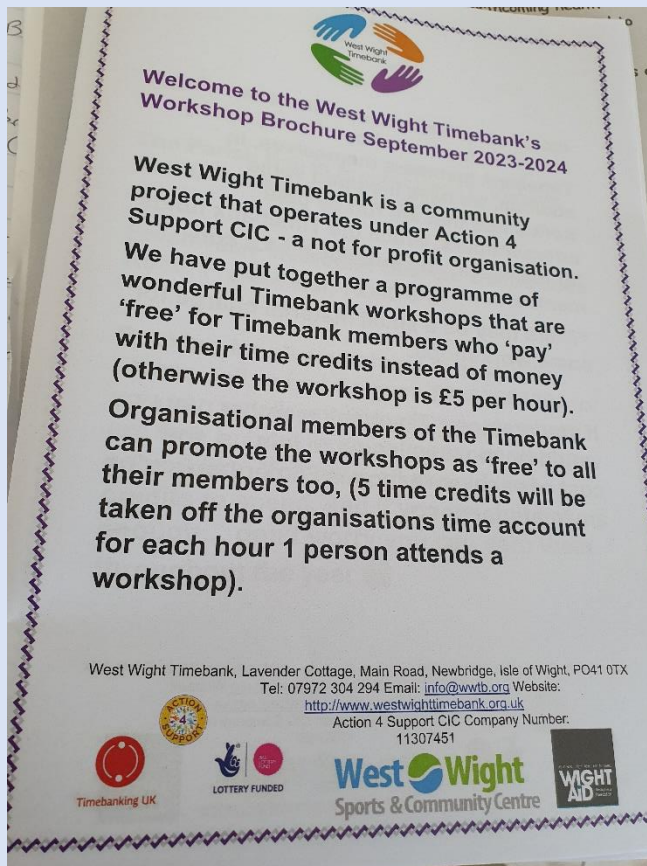 West Wight
Timebank
Welcome to the West Wight Timebank's
Workshop Brochure September 2023-2024
West Wight Timebank is a community
project that operates under Action 4
Support CIC - a not for profit organisation.
We have put together a programme of
wonderful Timebank workshops that are
‘free’ for Timebank members who ‘pay’
with their time credits instead of money
(otherwise the workshop is £5 per hour).
Organisational members of the Timebank
can promote the workshops as ‘free’ to all
their members too, (5 time credits will be
taken off the organisations time account
for each hour 1 person attends a
workshop).
West Wight Timebank, Lavender Cottage, Main Road, Newbridge, Isle of Wight, PO41 0TX
Tel: 07972 304 294 Email: info@wwtb.org Website:
http://www.westwighttimebank.org.uk
Action 4 Support CIC Company Number:
11307451
ACTION
4
SUPPORT
Timebanking UK
LOTTERY FUNDED
West Wight
Sports & Community Centre
WIGHT
AID